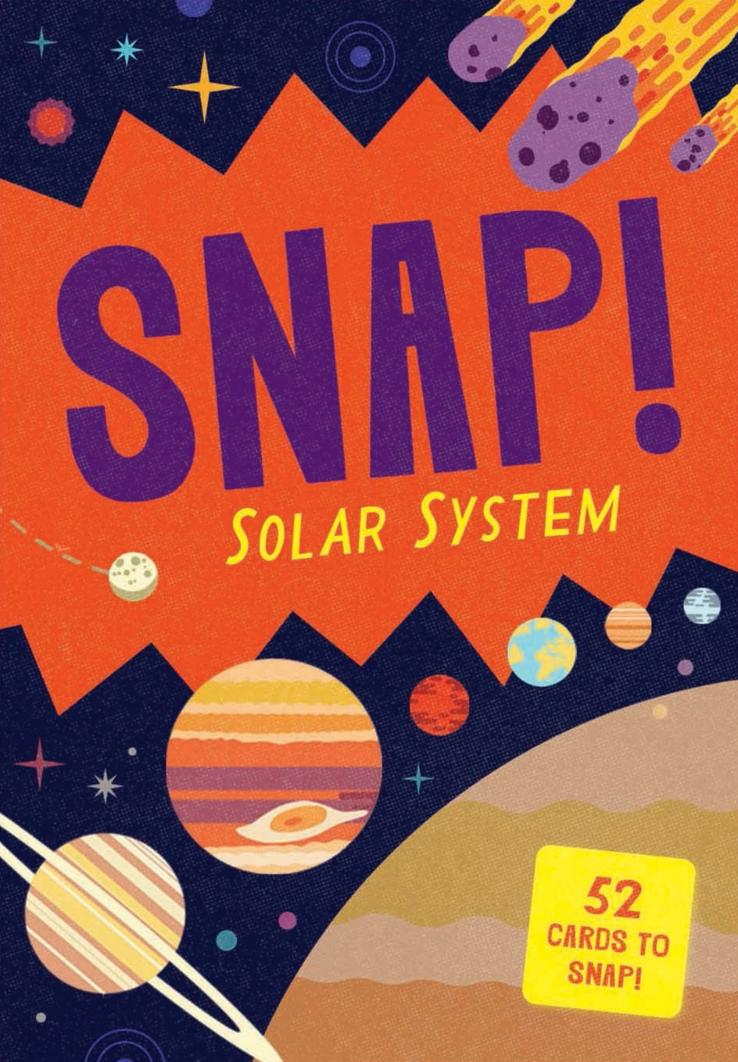 SNAP!
SOLAR SYSTEM
52
CARDS TO
SNAP!